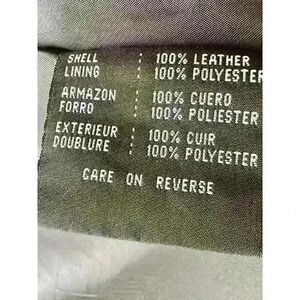 SHELL : 100% LEATHER
LINING : 100% POLYESTER
ARMAZON : 100% CUERO
FORRO : 100% POLIESTER
EXTERIEUR : 100% CUIR
DOUBLURE : 100% POLYESTER
CARE ON REVERSE